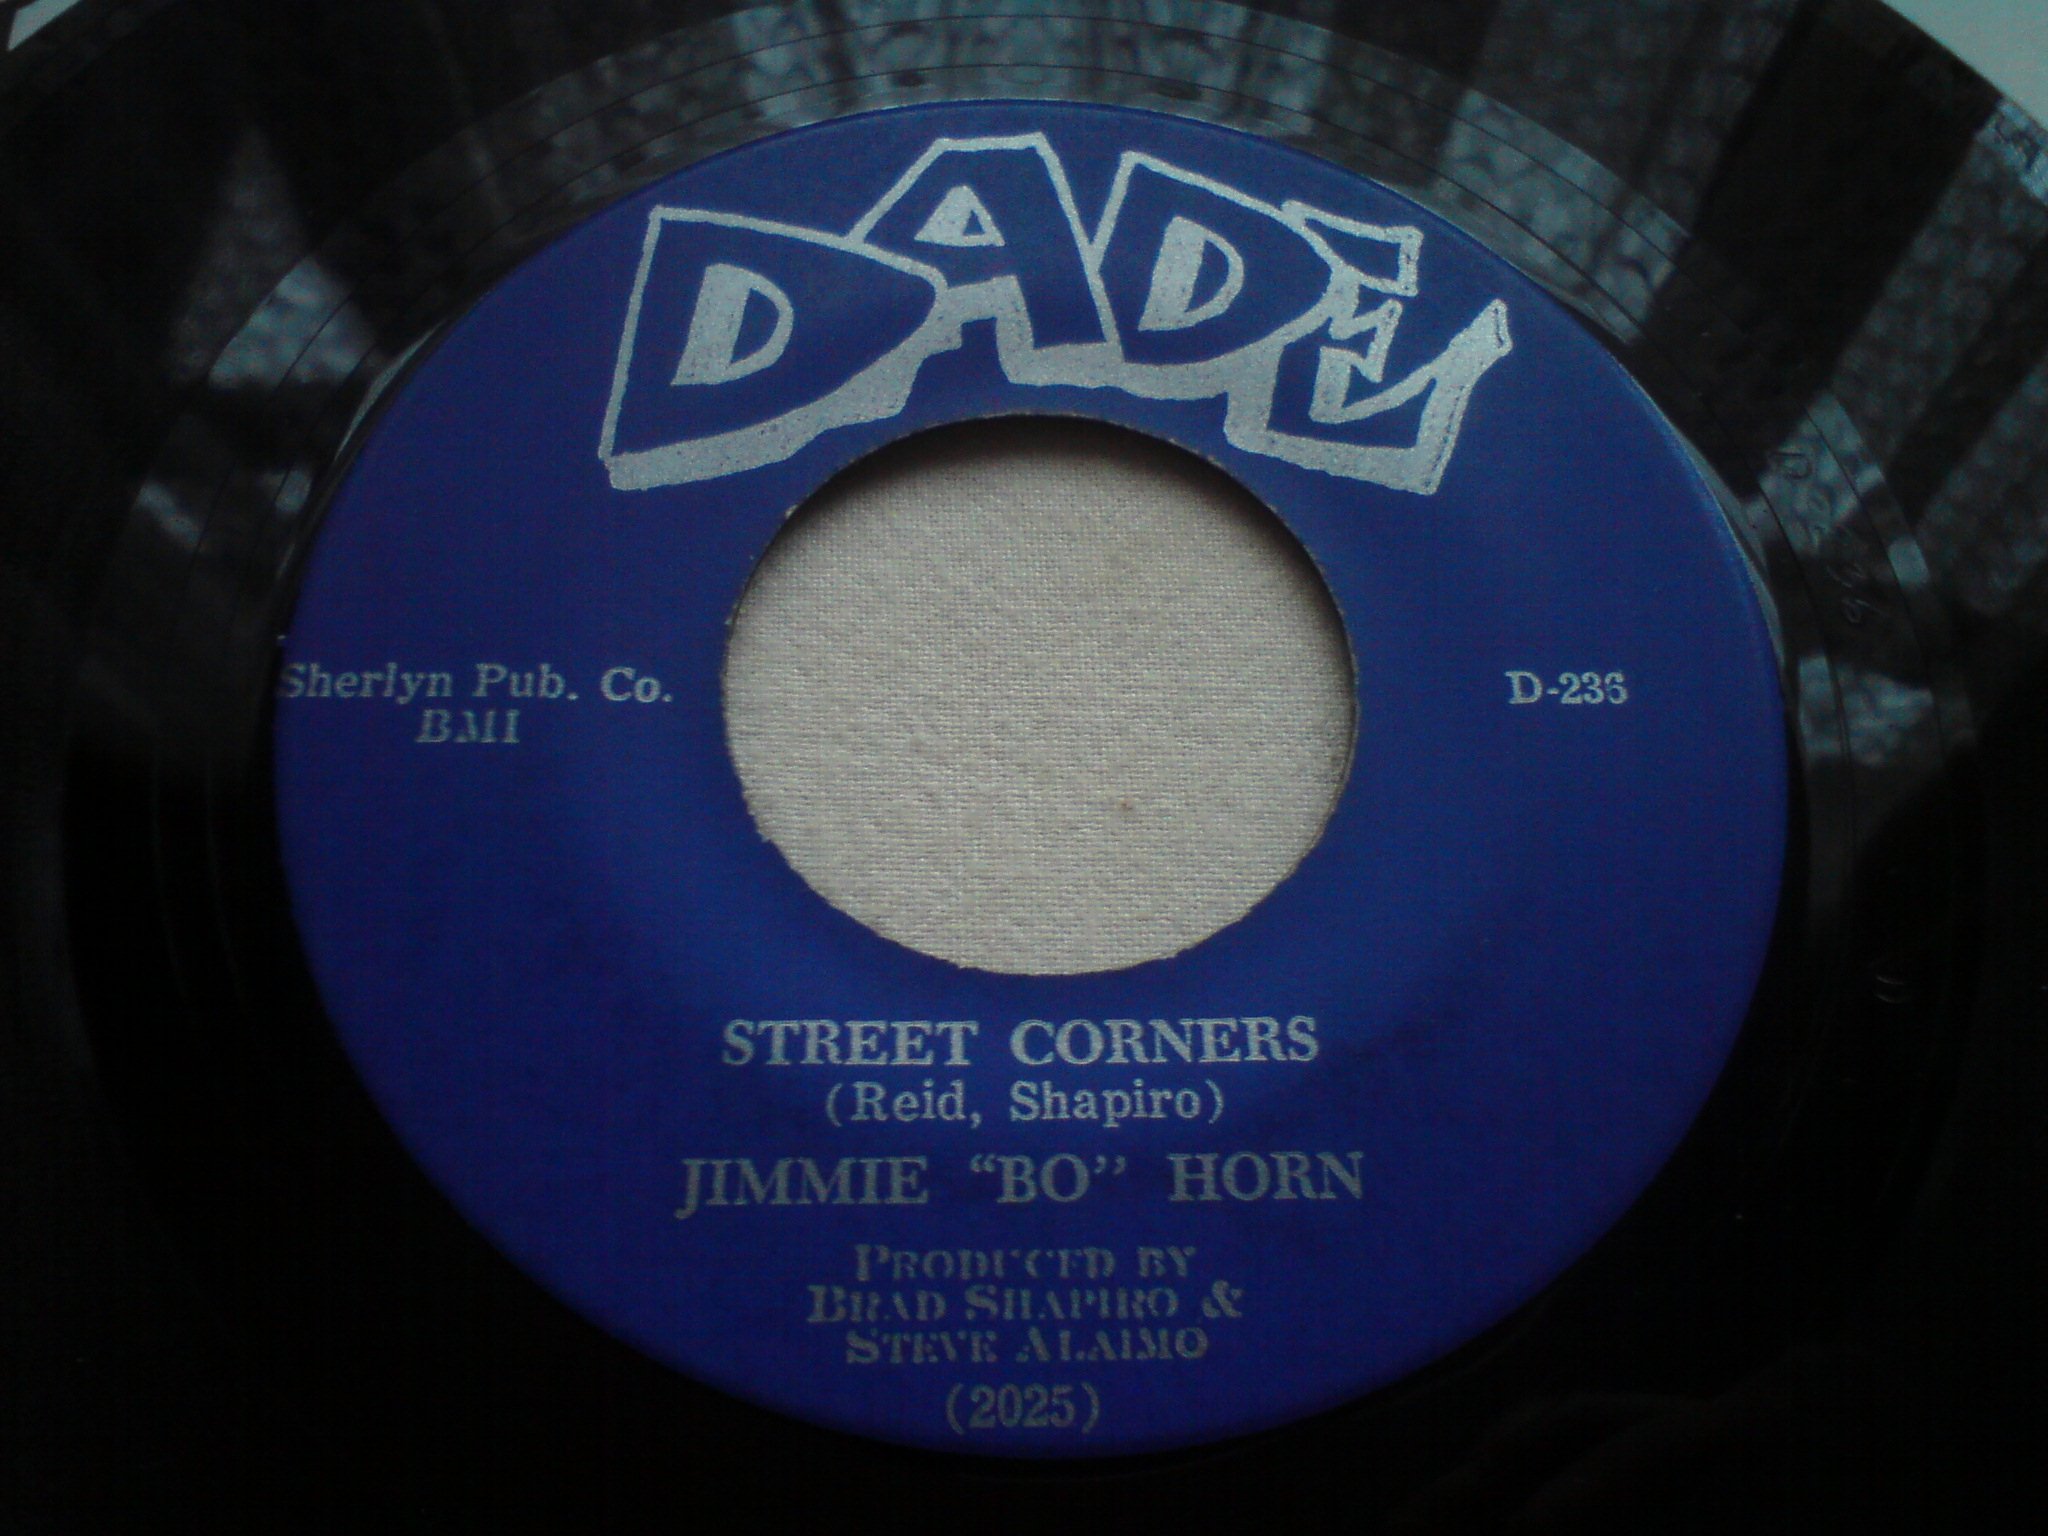 DADE
Sherlyn Pub. Co.
BMI
D-236
STREET CORNERS
(Reid, Shapiro)
JIMMIE “BO” HORN
PRODUCED BY
BRAD SHAPIRO &
STEVE ALAIMO
(2025)